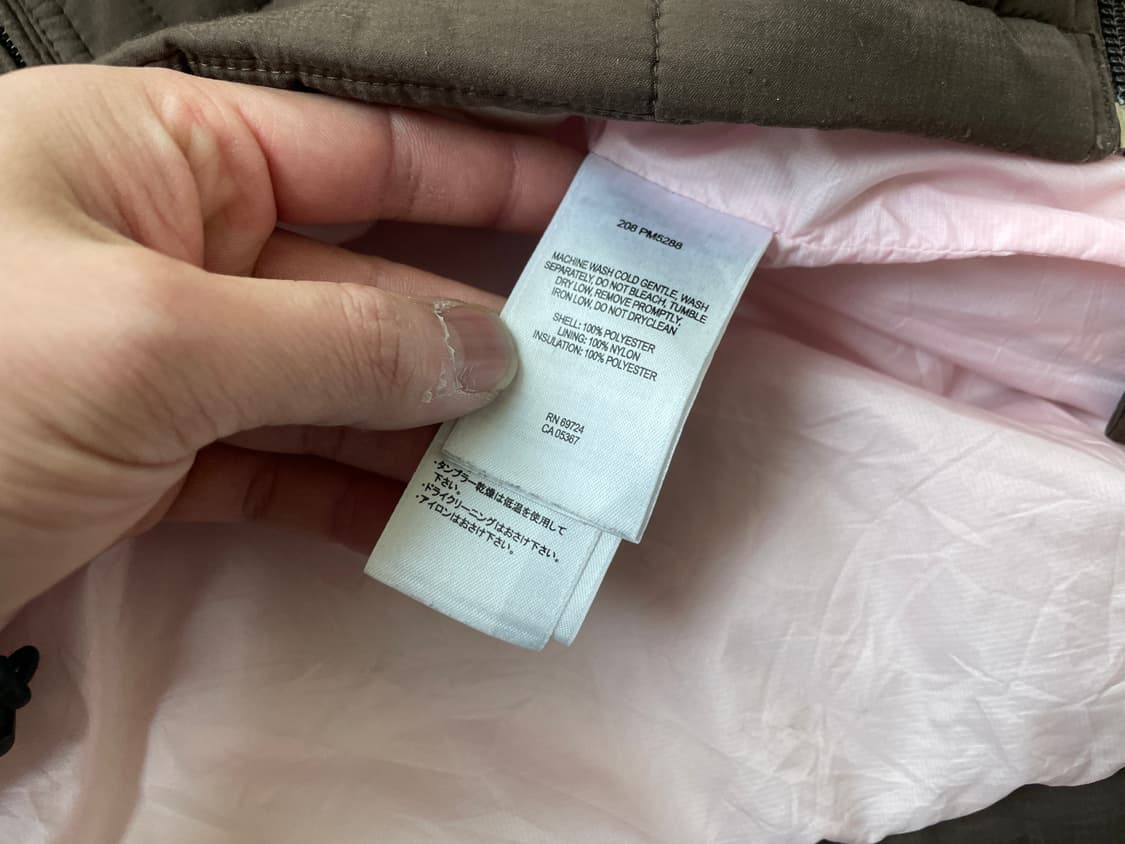 208 PM5288
MACHINE WASH COLD GENTLE, WASH
SEPARATELY, DO NOT BLEACH, TUMBLE
DRY LOW, REMOVE PROMPTLY,
IRON LOW, DO NOT DRYCLEAN
SHELL: 100% POLYESTER
LINING: 100% NYLON
INSULATION: 100% POLYESTER
RN 69724
CA 05367
・タンブラー乾燥は低温を使用して
下さい。
・ドライクリーニングはおさけ下さい。
・アイロンはおさけ下さい。